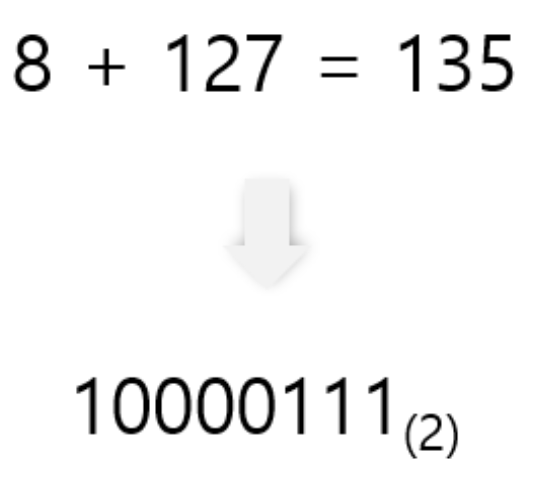 8 + 127 = 135
10000111(2)